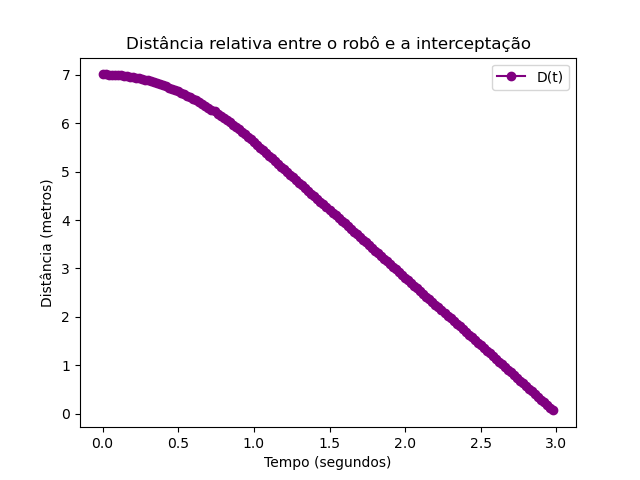 Distância relativa entre o robô e a interceptação
D(t)
7
6
5
4
3
2
1
0
Distância (metros)
0.0 0.5 1.0 1.5 2.0 2.5 3.0
Tempo (segundos)